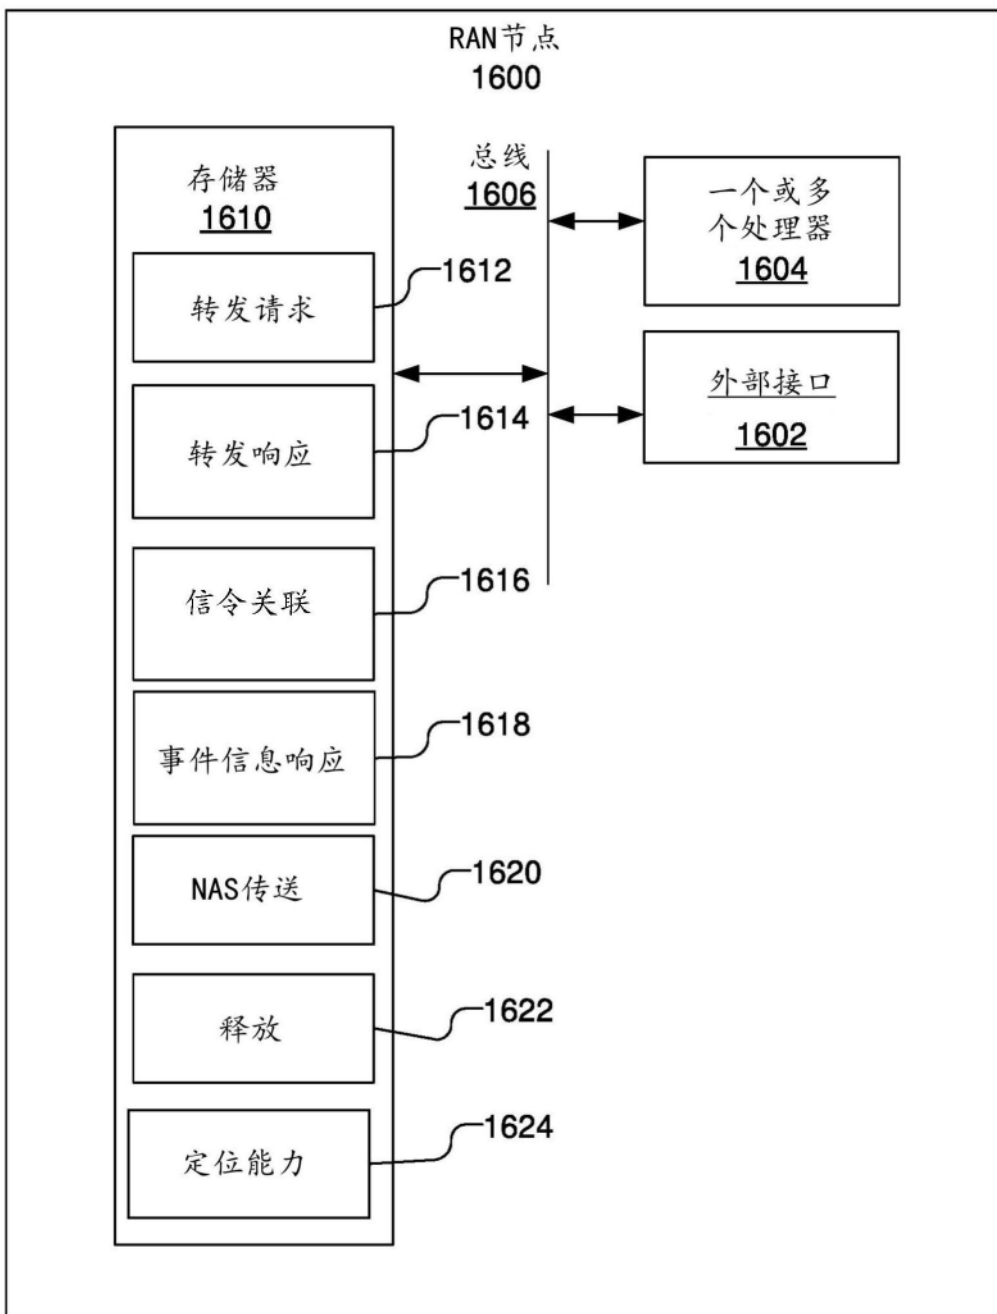 RAN节点
1600
存储器
1610
转发请求
1612
转发响应
1614
信令关联
1616
事件信息响应
1618
NAS传送
1620
释放
1622
定位能力
1624
总线
1606
一个或多
个处理器
1604
外部接口
1602